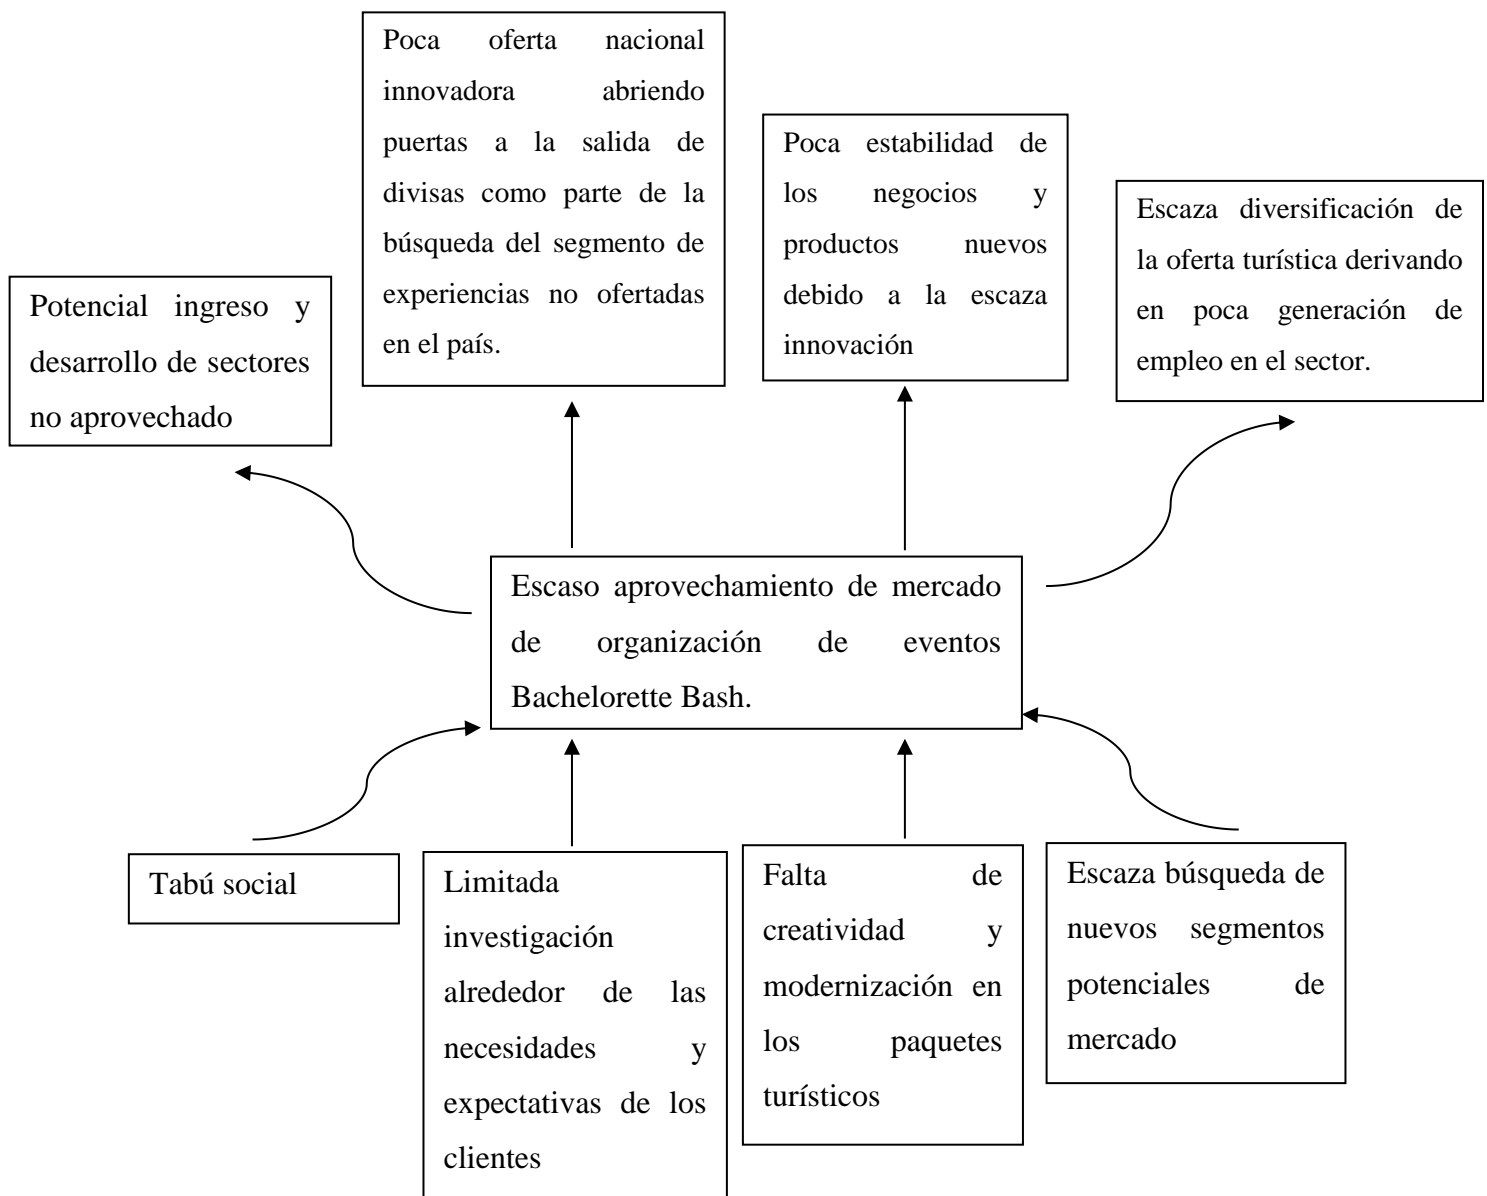 Poca oferta nacional
innovadora abriendo
puertas a la salida de
divisas como parte de la
búsqueda del segmento de
experiencias no ofertadas
en el país.
Poca estabilidad de
los negocios y
productos nuevos
debido a la escaza
innovación
Escaza diversificación de
la oferta turística derivando
en poca generación de
empleo en el sector.
Potencial ingreso y
desarrollo de sectores
no aprovechado
Escaso aprovechamiento de mercado
de organización de eventos
Bachelorette Bash.
Tabú social
Limitada
investigación
alrededor de las
necesidades y
expectativas de los
clientes
Falta de
creatividad y
modernización en
los paquetes
turísticos
Escaza búsqueda de
nuevos segmentos
potenciales de
mercado